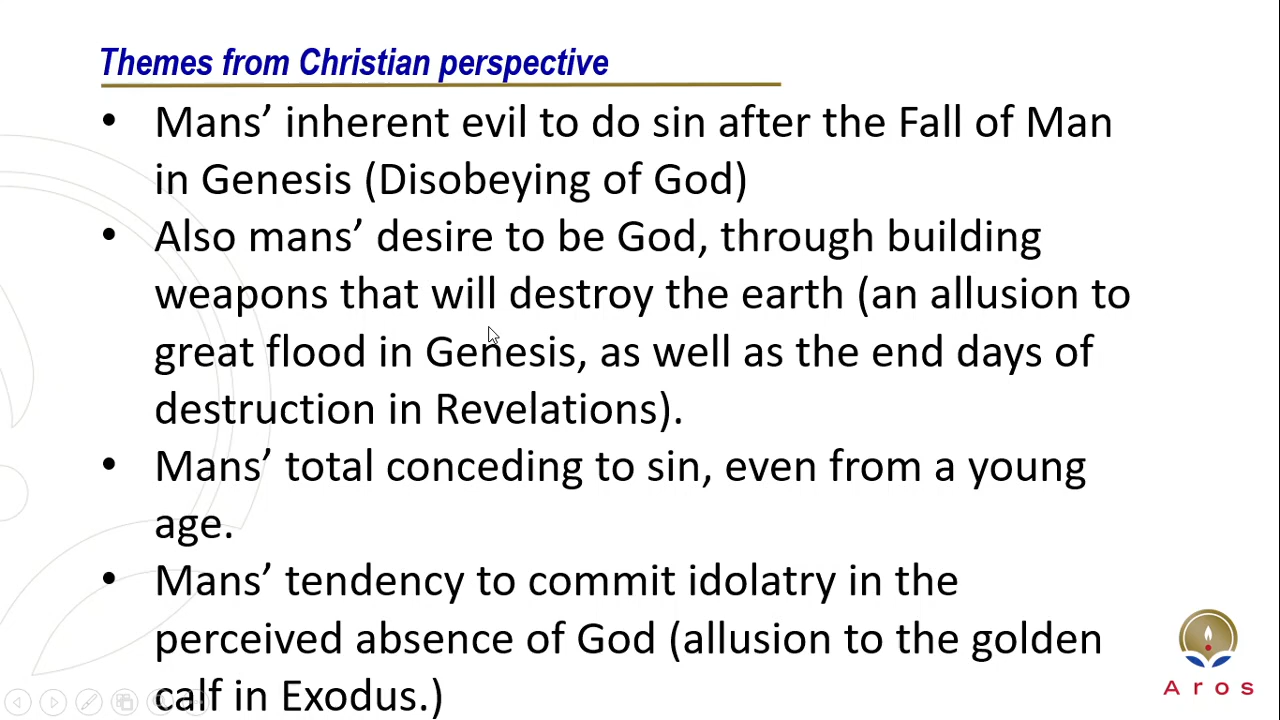 Themes from Christian perspective
• Mans’ inherent evil to do sin after the Fall of Man
in Genesis (Disobeying of God)
• Also mans’ desire to be God, through building
weapons that will destroy the earth (an allusion to
great flood in Genesis, as well as the end days of
destruction in Revelations).
• Mans’ total conceding to sin, even from a young
age.
• Mans’ tendency to commit idolatry in the
perceived absence of God (allusion to the golden
calf in Exodus.)
Aros